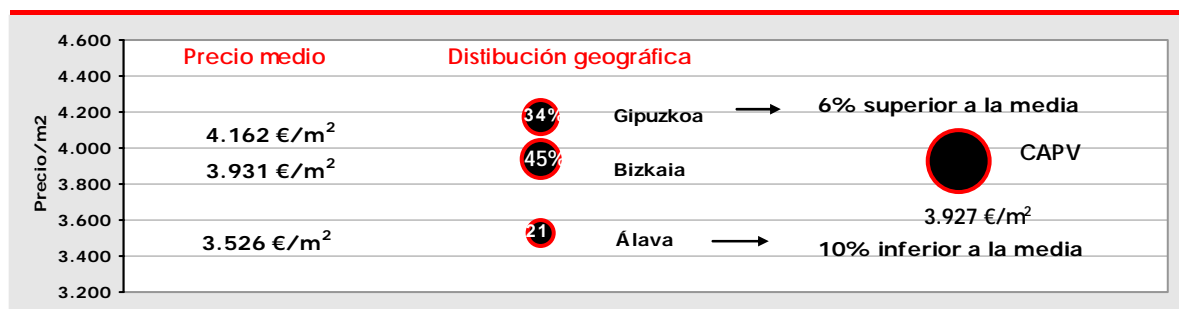 Precio/m2
4.600
4.400
4.200
4.000
3.800
3.600
3.400
3.200
Precio medio
Distibución geográfica
4.162 €/m²
3.931 €/m²
3.526 €/m²
34%
45%
21
Gipuzkoa
Bizkaia
Álava
6% superior a la media
CAPV
3.927 €/m²
10% inferior a la media